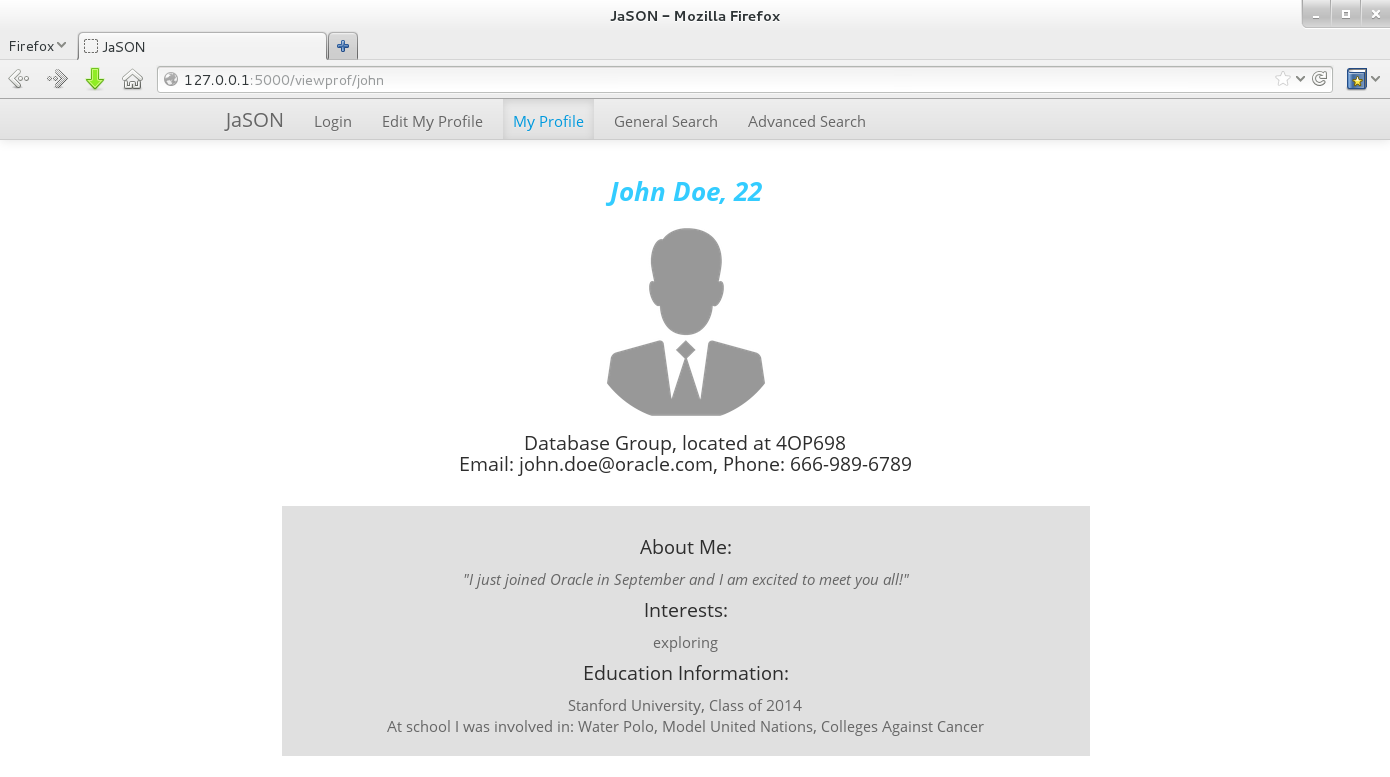 JaSON - Mozilla Firefox
Firefox
JaSON
127.0.0.1:5000/viewprof/john
JaSON Login Edit My Profile My Profile General Search Advanced Search
John Doe, 22
Database Group, located at 4OP698
Email: john.doe@oracle.com, Phone: 666-989-6789
About Me:
"I just joined Oracle in September and I am excited to meet you all!"
Interests:
exploring
Education Information:
Stanford University, Class of 2014
At school I was involved in: Water Polo, Model United Nations, Colleges Against Cancer